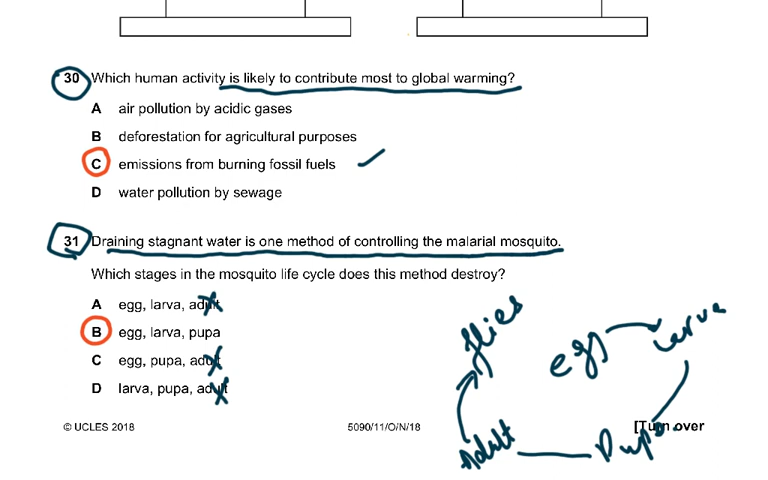 30 Which human activity is likely to contribute most to global warming?
A air pollution by acidic gases
B deforestation for agricultural purposes
C emissions from burning fossil fuels
D water pollution by sewage
31 Draining stagnant water is one method of controlling the malarial mosquito.
Which stages in the mosquito life cycle does this method destroy?
A egg, larva, adult
B egg, larva, pupa
C egg, pupa, adult
D larva, pupa, adult
flies
egg
Larva
Pupa
Adult
© UCLES 2018 5090/11/O/N/18 [Turn over